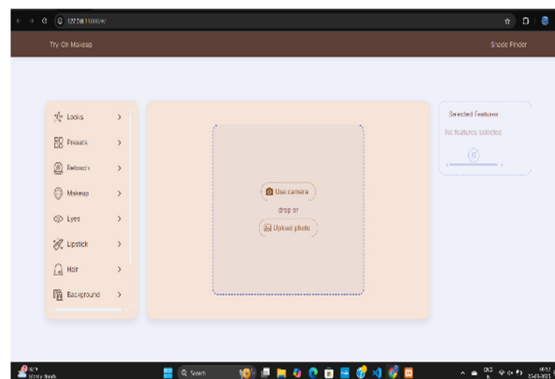 Try On Makeup
Shade Finder
Looks
Presets
Retouch
Makeup
Eyes
Lipstick
Hair
Background
Use camera
drop or
Upload photo
Selected Features
No features selected
Search